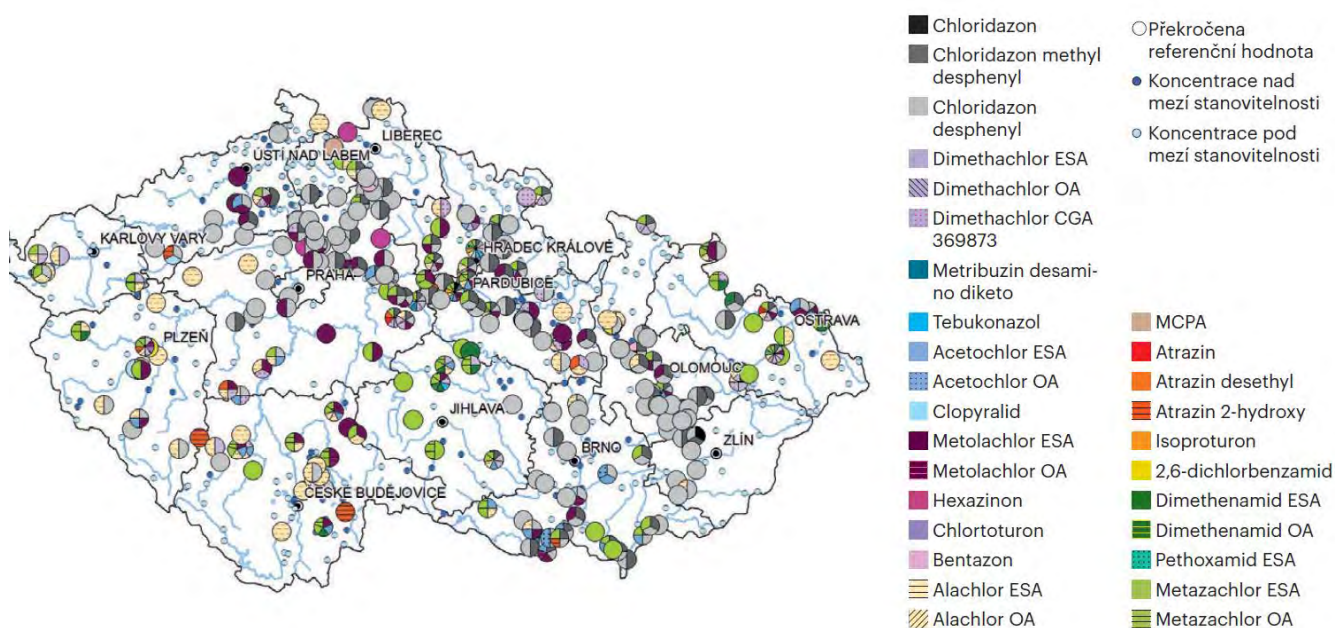 LIBEREC
ÚSTÍ NAD LABEM
KARLOVY VARY
HRADEC KRÁLOVÉ
PRAHA
PARDUBICE
OSTRAVA
PLZEŇ
OLOMOUC
JIHLAVA
ZLÍN
BRNO
ČESKÉ BUDĚJOVICE
Chloridazon
Chloridazon methyl
desphenyl
Chloridazon
desphenyl
Dimethachlor ESA
Dimethachlor OA
Dimethachlor CGA
369873
Metribuzin desami-
no diketo
Tebukonazol
Acetochlor ESA
Acetochlor OA
Clopyralid
Metolachlor ESA
Metolachlor OA
Hexazinon
Chlortoturon
Bentazon
Alachlor ESA
Alachlor OA
Překročena
referenční hodnota
Koncentrace nad
mezí stanovitelnosti
Koncentrace pod
mezí stanovitelnosti
MCPA
Atrazin
Atrazin desethyl
Atrazin 2-hydroxy
Isoproturon
2,6-dichlorbenzamid
Dimethenamid ESA
Dimethenamid OA
Pethoxamid ESA
Metazachlor ESA
Metazachlor OA